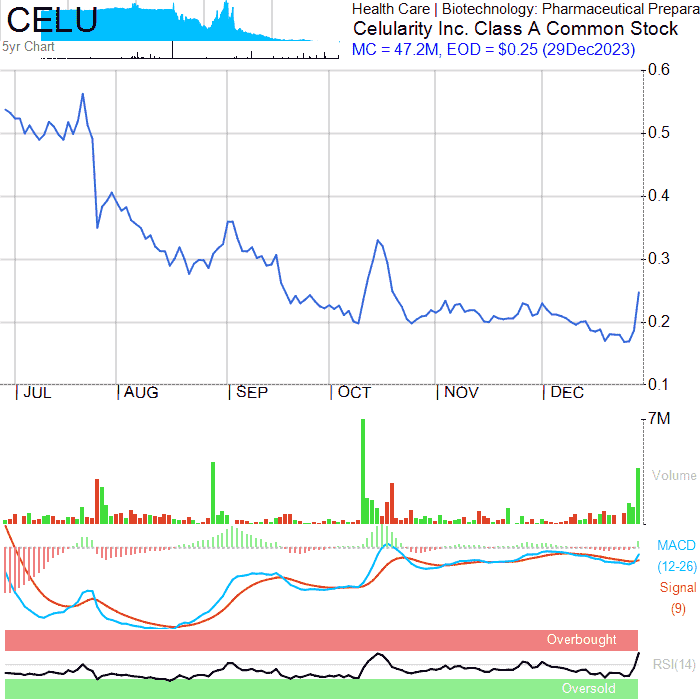 CELU
Health Care | Biotechnology: Pharmaceutical Prepara
Celularity Inc. Class A Common Stock
5yr Chart
MC = 47.2M, EOD = $0.25 (29Dec2023)
0.6
0.5
0.4
0.3
0.2
0.1
JUL AUG SEP OCT NOV DEC
7M
Volume
MACD
(12-26)
Signal
(9)
Overbought
RSI(14)
Oversold